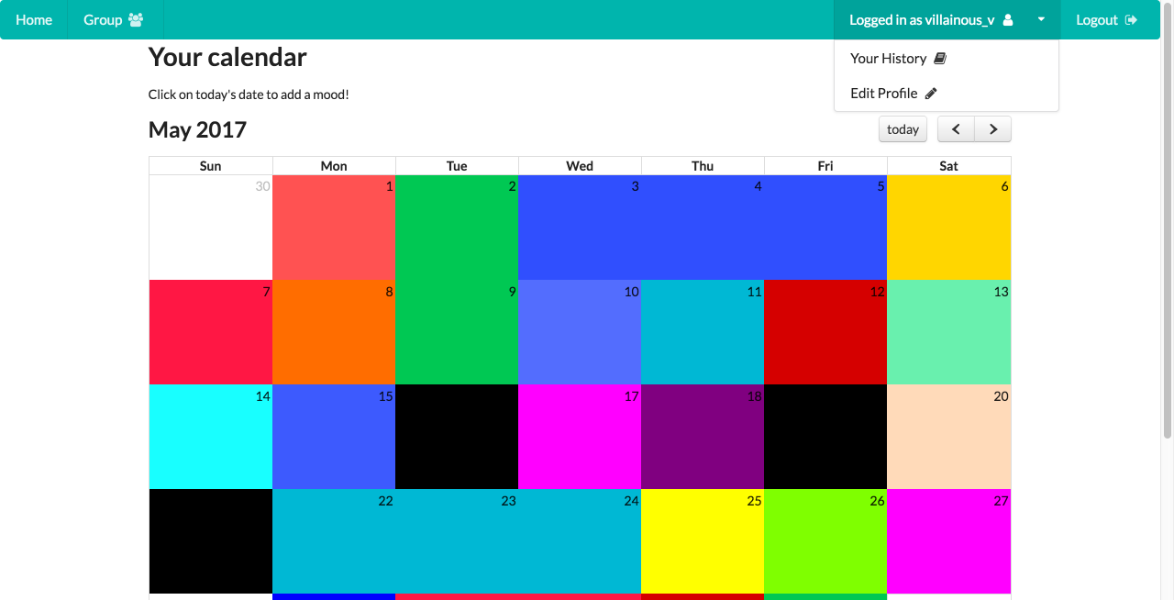 Home Group Logged in as villainous_v Logout
Your History
Edit Profile
Your calendar
Click on today's date to add a mood!
May 2017 today
Sun Mon Tue Wed Thu Fri Sat
30 1 2 3 4 5 6
7 8 9 10 11 12 13
14 15 17 18 20
22 23 24 25 26 27